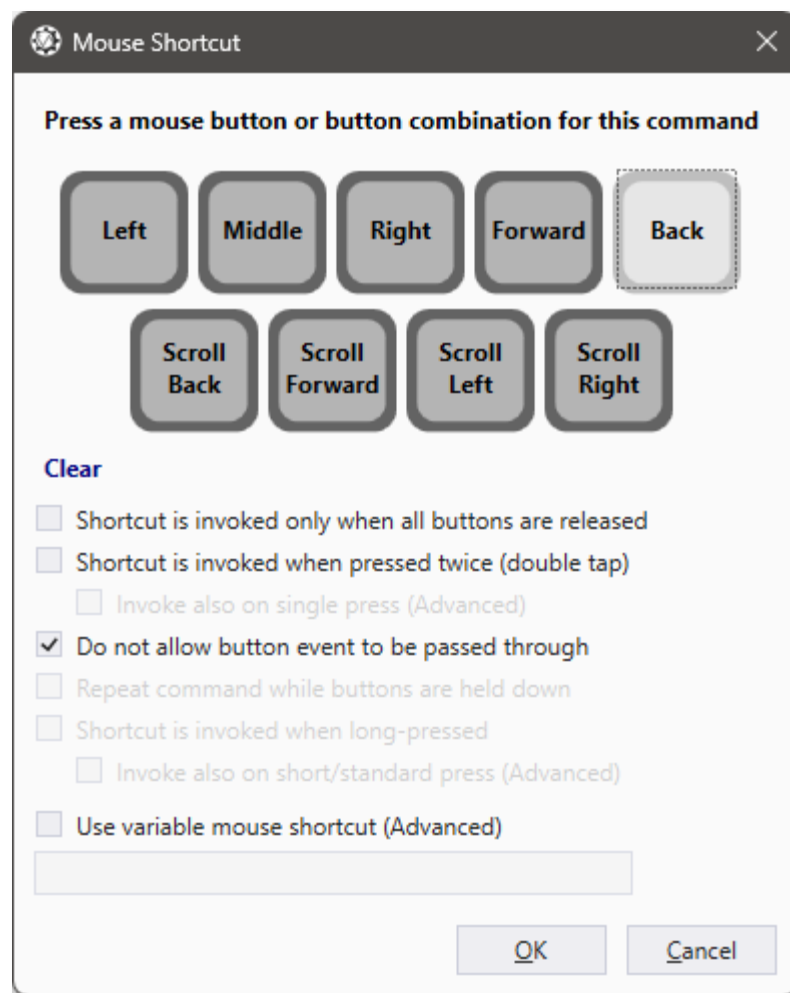 Mouse Shortcut
Press a mouse button or button combination for this command
Left Middle Right Forward Back
Scroll Back Scroll Forward Scroll Left Scroll Right
Clear
Shortcut is invoked only when all buttons are released
Shortcut is invoked when pressed twice (double tap)
Invoke also on single press (Advanced)
Do not allow button event to be passed through
Repeat command while buttons are held down
Shortcut is invoked when long-pressed
Invoke also on short/standard press (Advanced)
Use variable mouse shortcut (Advanced)
OK Cancel